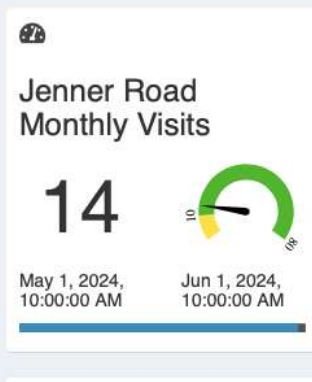 Jenner Road
Monthly Visits
14
10
80
May 1, 2024,
10:00:00 AM
Jun 1, 2024,
10:00:00 AM